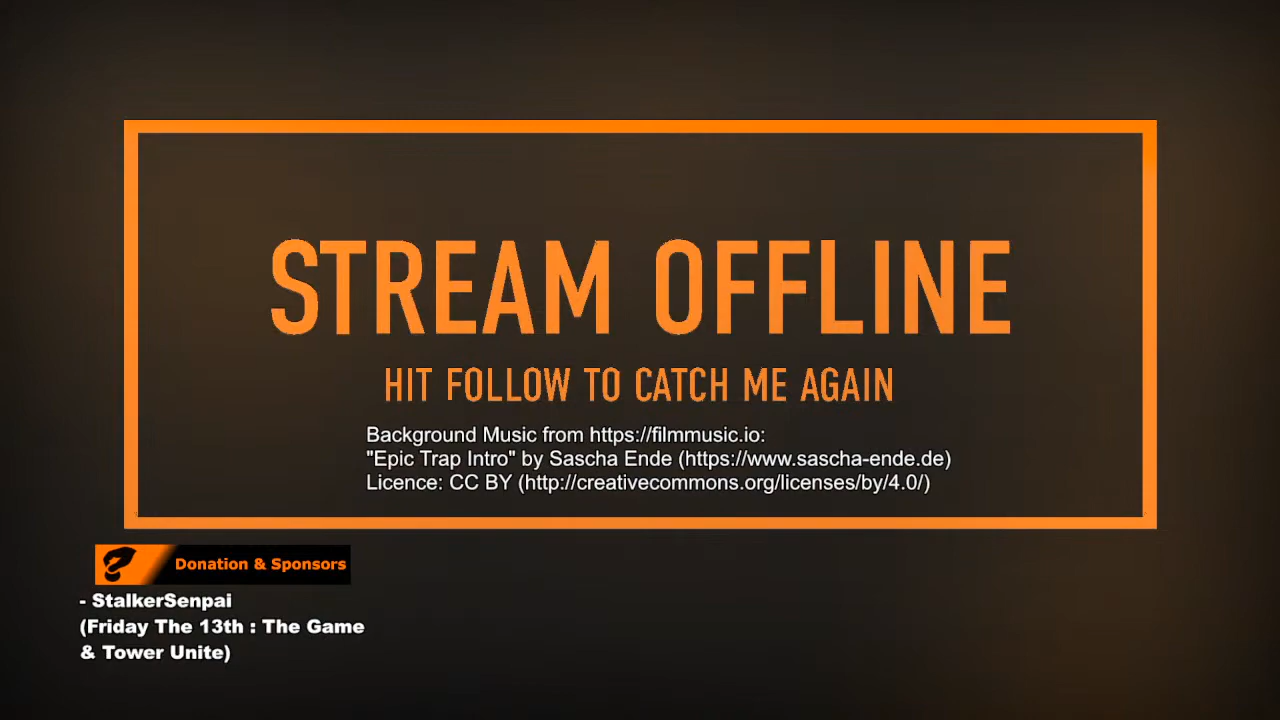 STREAM OFFLINE
HIT FOLLOW TO CATCH ME AGAIN
Background Music from https://filmmusic.io:
"Epic Trap Intro" by Sascha Ende (https://www.sascha-ende.de)
Licence: CC BY (http://creativecommons.org/licenses/by/4.0/)
Donation & Sponsors
- StalkerSenpai
(Friday The 13th : The Game
& Tower Unite)